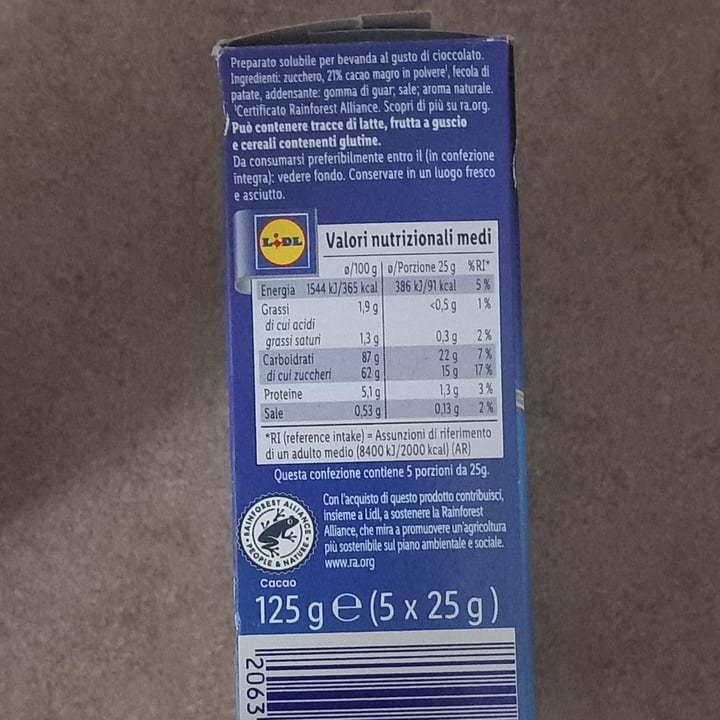 Preparato solubile per bevanda al gusto di cioccolato.
Ingredienti: zucchero, 21% cacao magro in polvere¹, fecola di
patate, addensante: gomma di guar; sale; aroma naturale.
¹Certificato Rainforest Alliance. Scopri di più su ra.org.
Può contenere tracce di latte, frutta a guscio
e cereali contenenti glutine.
Da consumarsi preferibilmente entro il (in confezione
integra): vedere fondo. Conservare in un luogo fresco
e asciutto.
LIDL
Valori nutrizionali medi
ø/100 g ø/Porzione 25 g %RI*
Energia 1544 kJ/365 kcal 386 kJ/91 kcal 5 %
Grassi 1,9 g <0,5 g 1 %
di cui acidi
grassi saturi 1,3 g 0,3 g 2 %
Carboidrati 87 g 22 g 7 %
di cui zuccheri 62 g 15 g 17 %
Proteine 5,1 g 1,3 g 3 %
Sale 0,53 g 0,13 g 2 %
*RI (reference intake) = Assunzioni di riferimento
di un adulto medio (8400 kJ/2000 kcal) (AR)
Questa confezione contiene 5 porzioni da 25g.
RAINFOREST ALLIANCE
PEOPLE & NATURE
Cacao
Con l'acquisto di questo prodotto contribuisci,
insieme a Lidl, a sostenere la Rainforest
Alliance, che mira a promuovere un'agricoltura
più sostenibile sul piano ambientale e sociale.
www.ra.org
125 g e (5 x 25 g)
2063